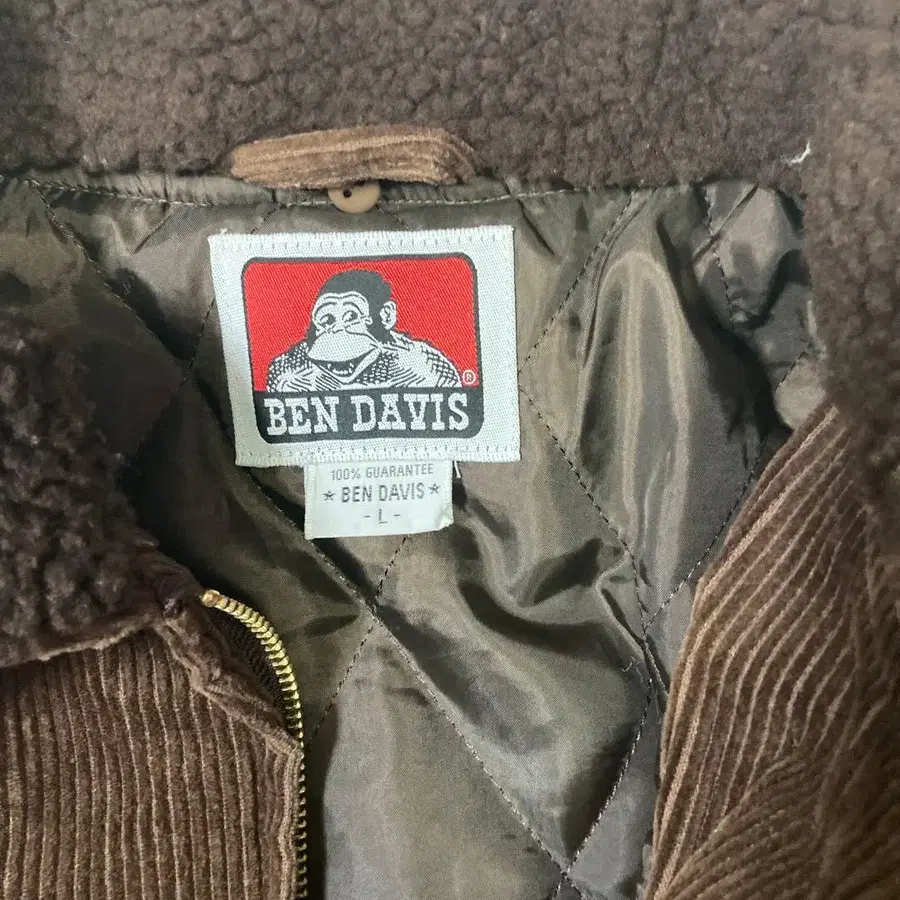 ®
BEN DAVIS
100% GUARANTEE
★ BEN DAVIS ★
- L -